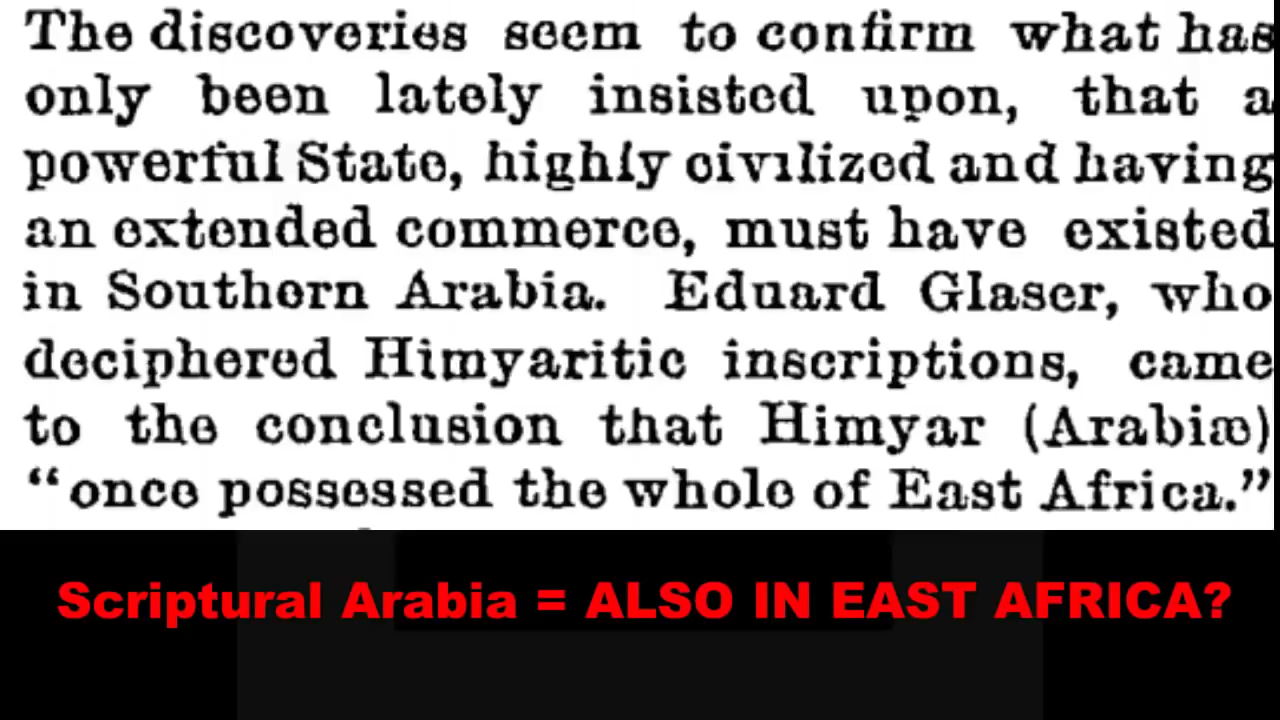 The discoveries seem to confirm what has
only been lately insisted upon, that a
powerful State, highly civilized and having
an extended commerce, must have existed
in Southern Arabia. Eduard Glaser, who
deciphered Himyaritic inscriptions, came
to the conclusion that Himyar (Arabiæ)
“once possessed the whole of East Africa.”
Scriptural Arabia = ALSO IN EAST AFRICA?